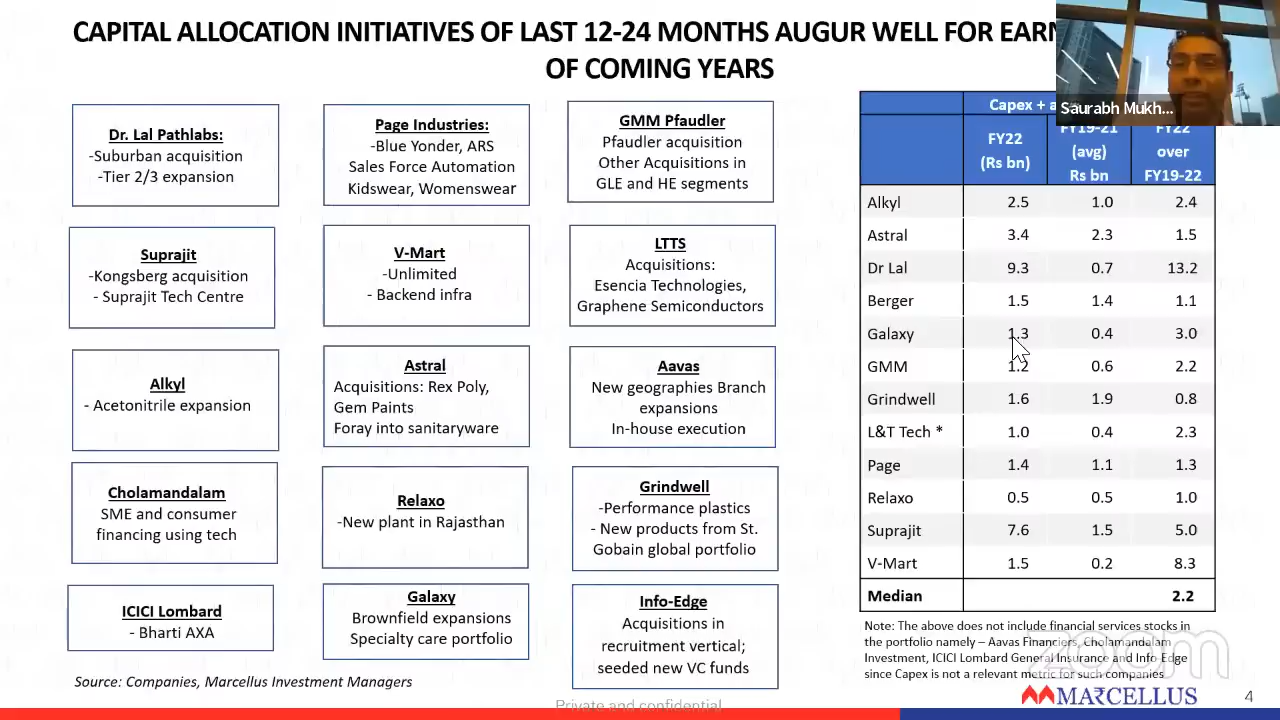 CAPITAL ALLOCATION INITIATIVES OF LAST 12-24 MONTHS AUGUR WELL FOR
OF COMING YEARS
Saurabh Mukh...
Dr. Lal Pathlabs:
-Suburban acquisition
-Tier 2/3 expansion
Page Industries:
-Blue Yonder, ARS
Sales Force Automation
Kidswear, Womenswear
GMM Pfaudler
Pfaudler acquisition
Other Acquisitions in
GLE and HE segments
Suprajit
-Kongsberg acquisition
- Suprajit Tech Centre
V-Mart
-Unlimited
- Backend infra
LTTS
Acquisitions:
Esencia Technologies,
Graphene Semiconductors
Alkyl
- Acetonitrile expansion
Astral
Acquisitions: Rex Poly,
Gem Paints
Foray into sanitaryware
Aavas
New geographies Branch
expansions
In-house execution
Cholamandalam
SME and consumer
financing using tech
Relaxo
-New plant in Rajasthan
Grindwell
-Performance plastics
- New products from St.
Gobain global portfolio
ICICI Lombard
- Bharti AXA
Galaxy
Brownfield expansions
Specialty care portfolio
Info-Edge
Acquisitions in
recruitment vertical;
seeded new VC funds
Source: Companies, Marcellus Investment Managers
Capex +
FY22
(Rs bn)
FY19-21
(avg)
Rs bn
FY22
over
FY19-22
Alkyl 2.5 1.0 2.4
Astral 3.4 2.3 1.5
Dr Lal 9.3 0.7 13.2
Berger 1.5 1.4 1.1
Galaxy 1.3 0.4 3.0
GMM 1.2 0.6 2.2
Grindwell 1.6 1.9 0.8
L&T Tech * 1.0 0.4 2.3
Page 1.4 1.1 1.3
Relaxo 0.5 0.5 1.0
Suprajit 7.6 1.5 5.0
V-Mart 1.5 0.2 8.3
Median 2.2
Note: The above does not include financial services stocks in
the portfolio namely – Aavas Financiers, Cholamandalam
Investment, ICICI Lombard General Insurance and Info Edge
since Capex is not a relevant metric for such companies
zoom
MARCELLUS
4
Private and confidential